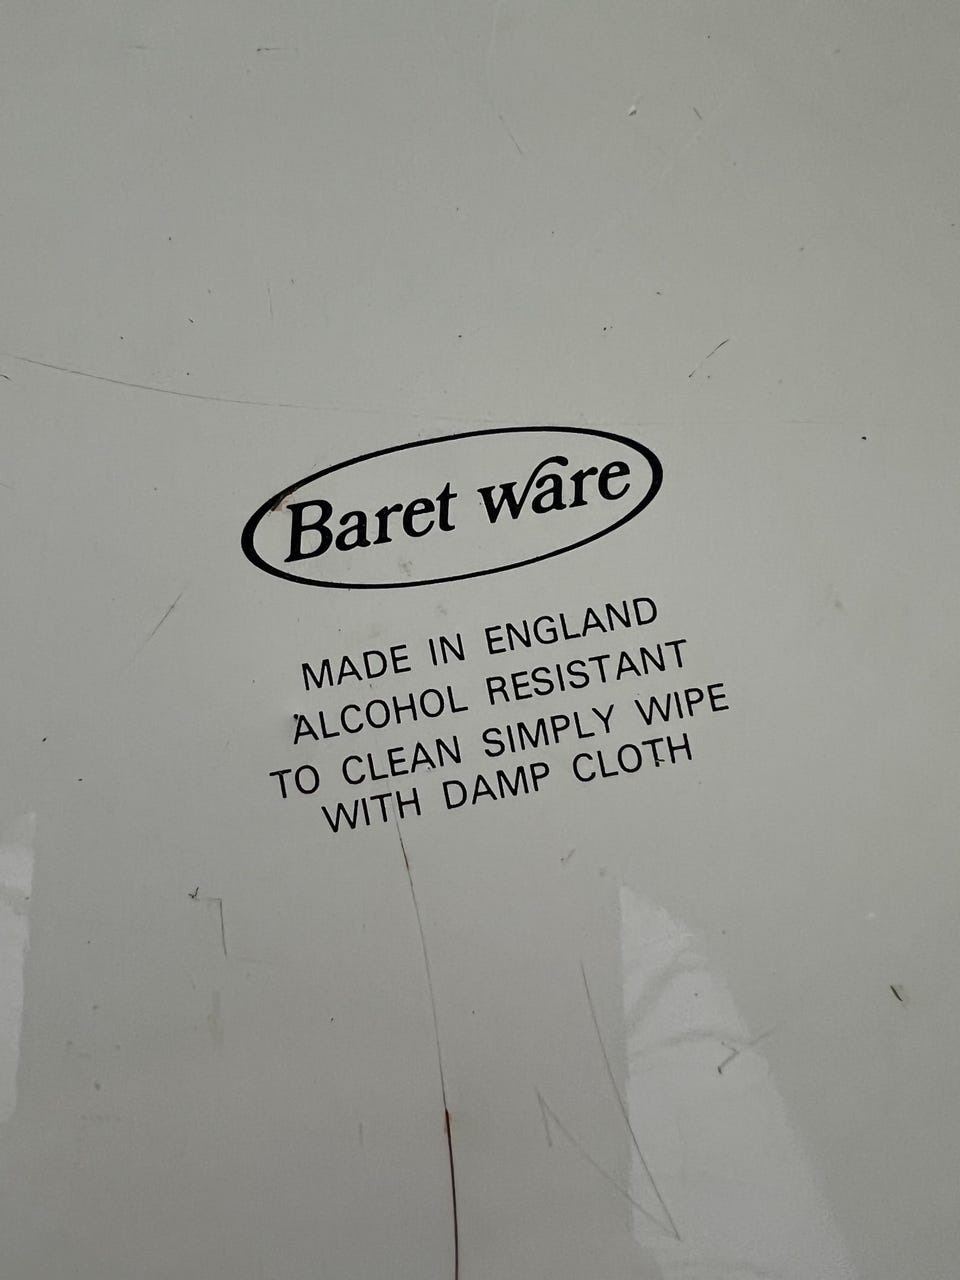 Baret ware
MADE IN ENGLAND
ALCOHOL RESISTANT
TO CLEAN SIMPLY WIPE
WITH DAMP CLOTH